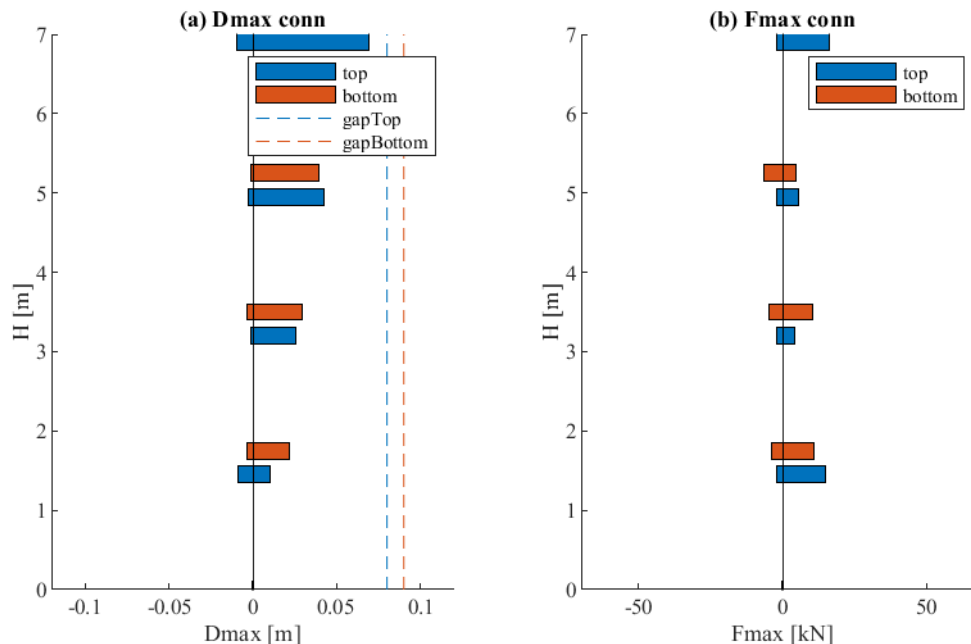 (a) Dmax conn
7
6
5
4
3
2
1
0
H [m]
top
bottom
gapTop
gapBottom
-0.1
-0.05
0
0.05
0.1
Dmax [m]
(b) Fmax conn
7
6
5
4
3
2
1
0
H [m]
top
bottom
-50
0
50
Fmax [kN]